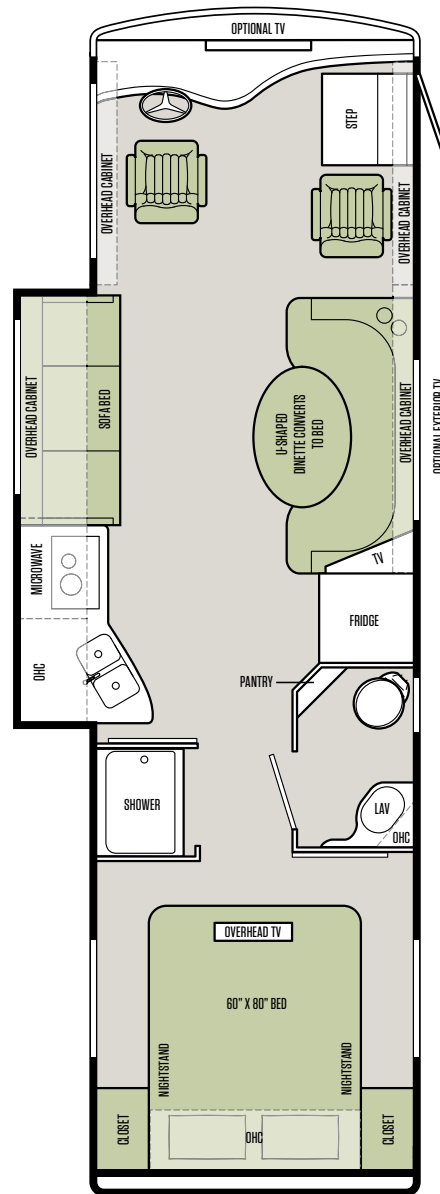 OPTIONAL TV
STEP
OVERHEAD CABINET
OVERHEAD CABINET
OVERHEAD CABINET
SOFA BED
U-SHAPED
DINETTE CONVERTS
TO BED
OVERHEAD CABINET
OPTIONAL EXTERIOR TV
MICROWAVE
TV
FRIDGE
OHC
PANTRY
SHOWER
LAV
OHC
OVERHEAD TV
60" X 80" BED
NIGHTSTAND
NIGHTSTAND
CLOSET
OHC
CLOSET